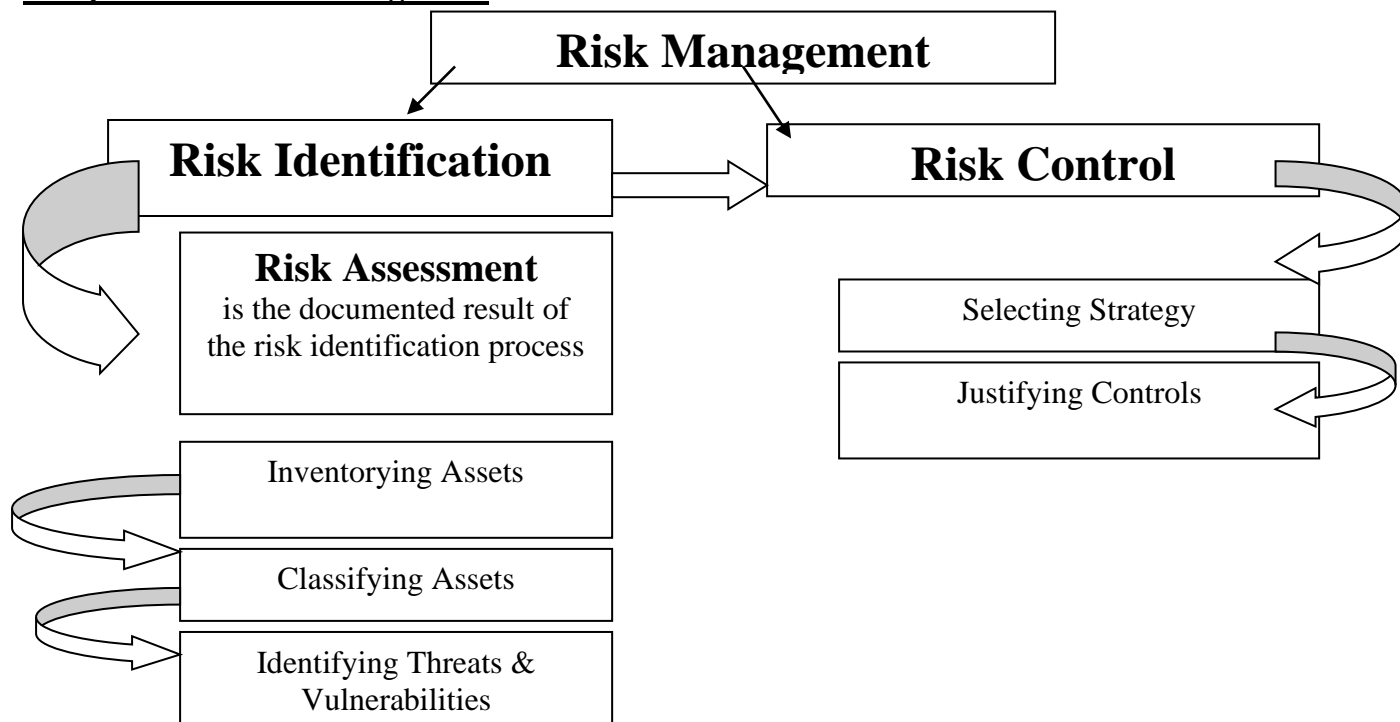 Risk Management
Risk Identification
Risk Control
Risk Assessment
is the documented result of
the risk identification process
Selecting Strategy
Justifying Controls
Inventorying Assets
Classifying Assets
Identifying Threats &
Vulnerabilities